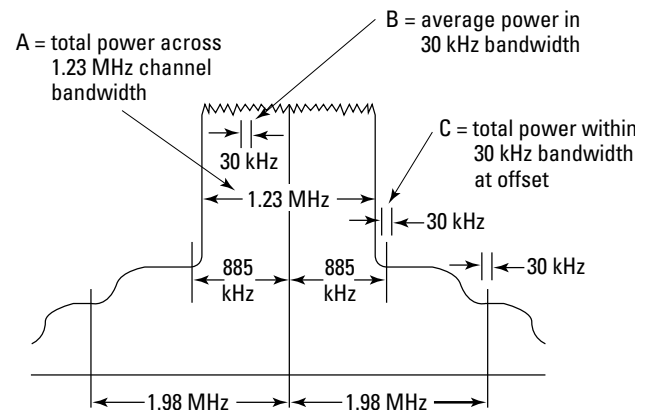 B = average power in
30 kHz bandwidth
A = total power across
1.23 MHz channel
bandwidth
C = total power within
30 kHz bandwidth
at offset
30 kHz
1.23 MHz
30 kHz
885
kHz
885
kHz
30 kHz
1.98 MHz
1.98 MHz